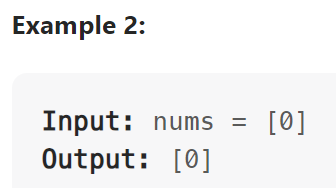 Example 2:
Input: nums = [0]
Output: [0]